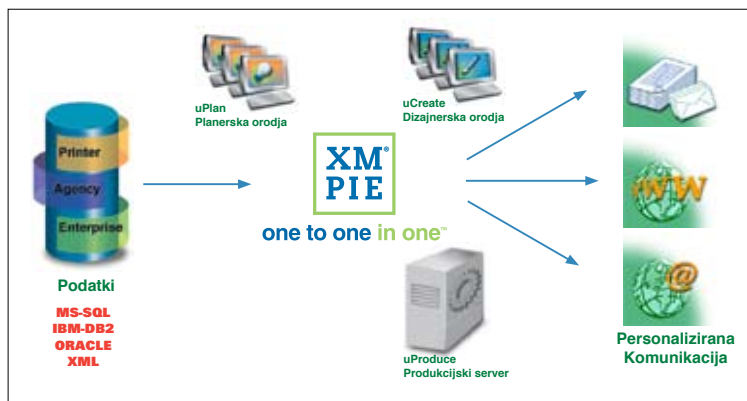 uPlan
Planerska orodja
uCreate
Dizajnerska orodja
Printer
Agency
Enterprise
Podatki
MS-SQL
IBM-DB2
ORACLE
XML
XM®
PIE
one to one in one™
uProduce
Produkcijski server
WWW
@
Personalizirana
Komunikacija